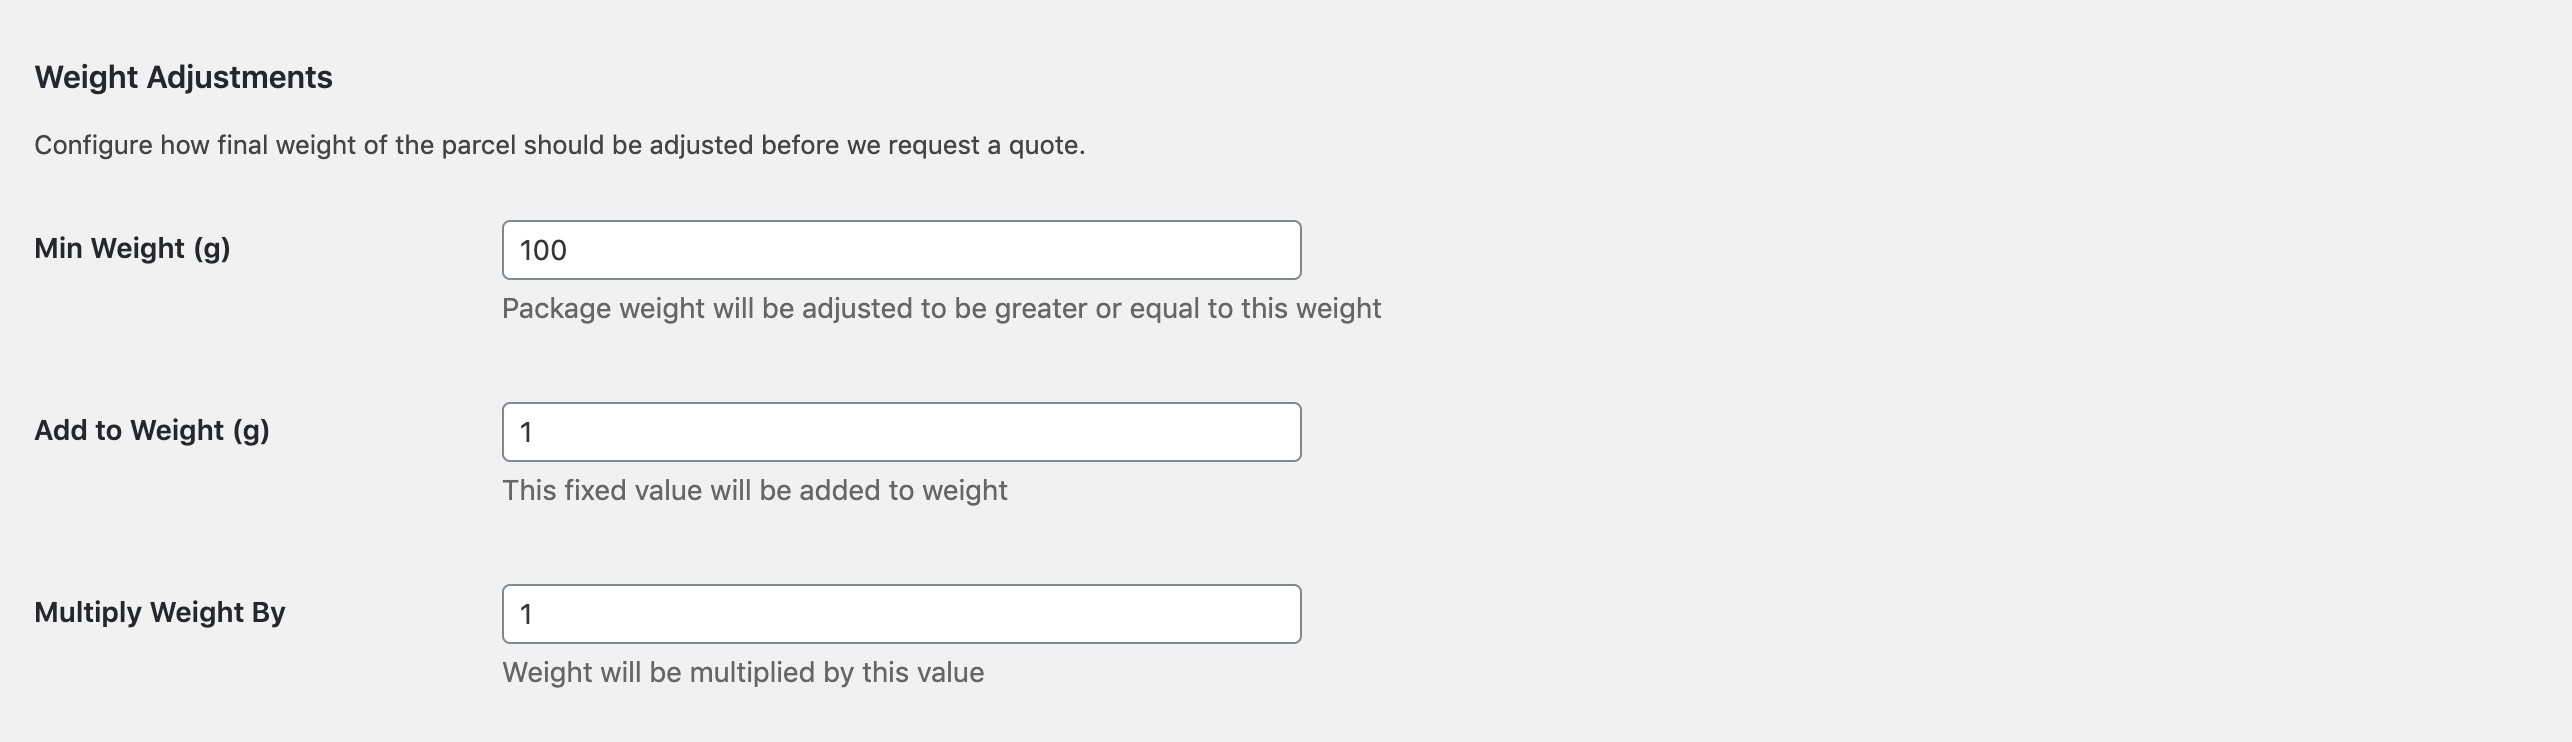 Weight Adjustments
Configure how final weight of the parcel should be adjusted before we request a quote.
Min Weight (g)
100
Package weight will be adjusted to be greater or equal to this weight
Add to Weight (g)
1
This fixed value will be added to weight
Multiply Weight By
1
Weight will be multiplied by this value